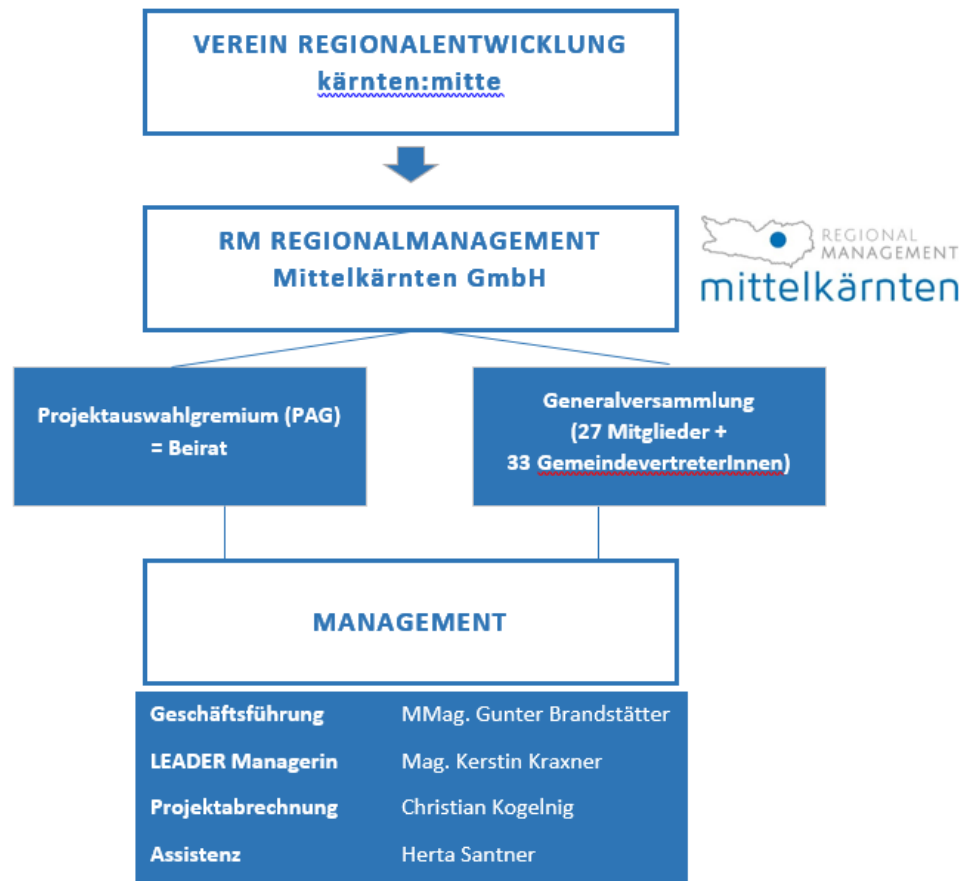 VEREIN REGIONALENTWICKLUNG
kärnten:mitte
RM REGIONALMANAGEMENT
Mittelkärnten GmbH
REGIONAL
MANAGEMENT
mittelkärnten
Projektauswahlgremium (PAG)
= Beirat
Generalversammlung
(27 Mitglieder +
33 GemeindevertreterInnen)
MANAGEMENT
Geschäftsführung MMag. Gunter Brandstätter
LEADER Managerin Mag. Kerstin Kraxner
Projektabrechnung Christian Kogelnig
Assistenz Herta Santner